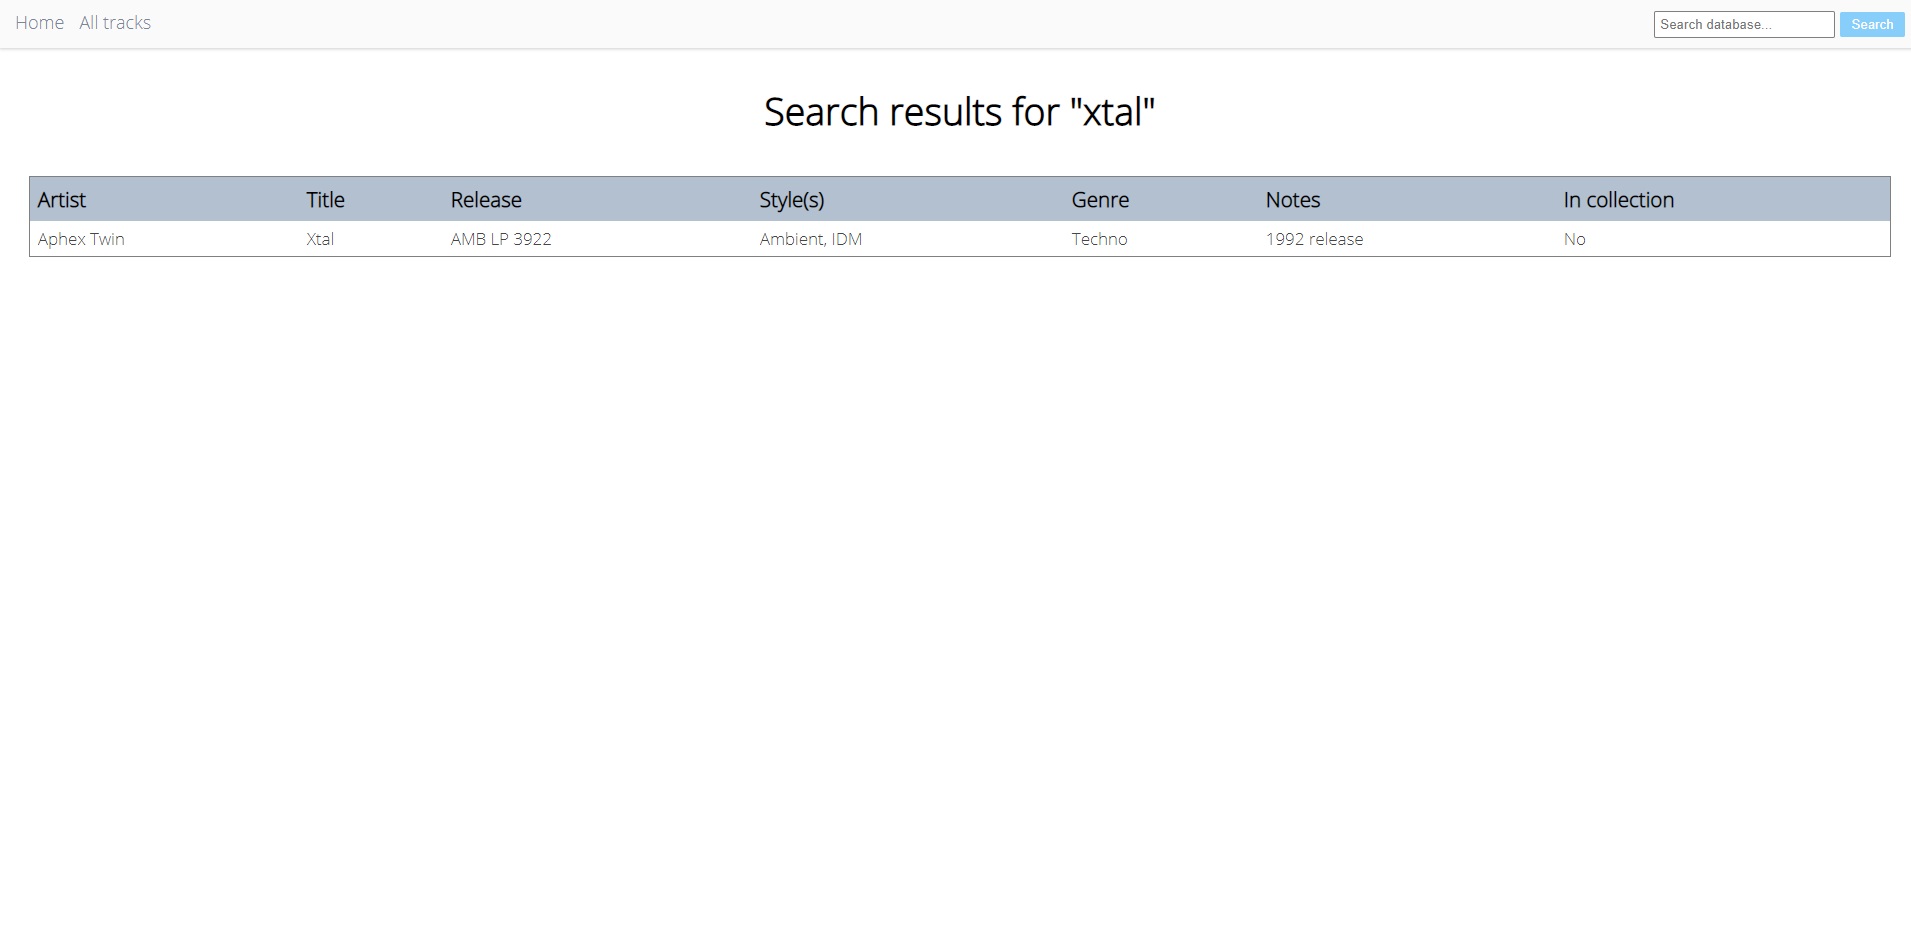 Home All tracks Search database... Search
Search results for "xtal"
Artist Title Release Style(s) Genre Notes In collection
Aphex Twin Xtal AMB LP 3922 Ambient, IDM Techno 1992 release No